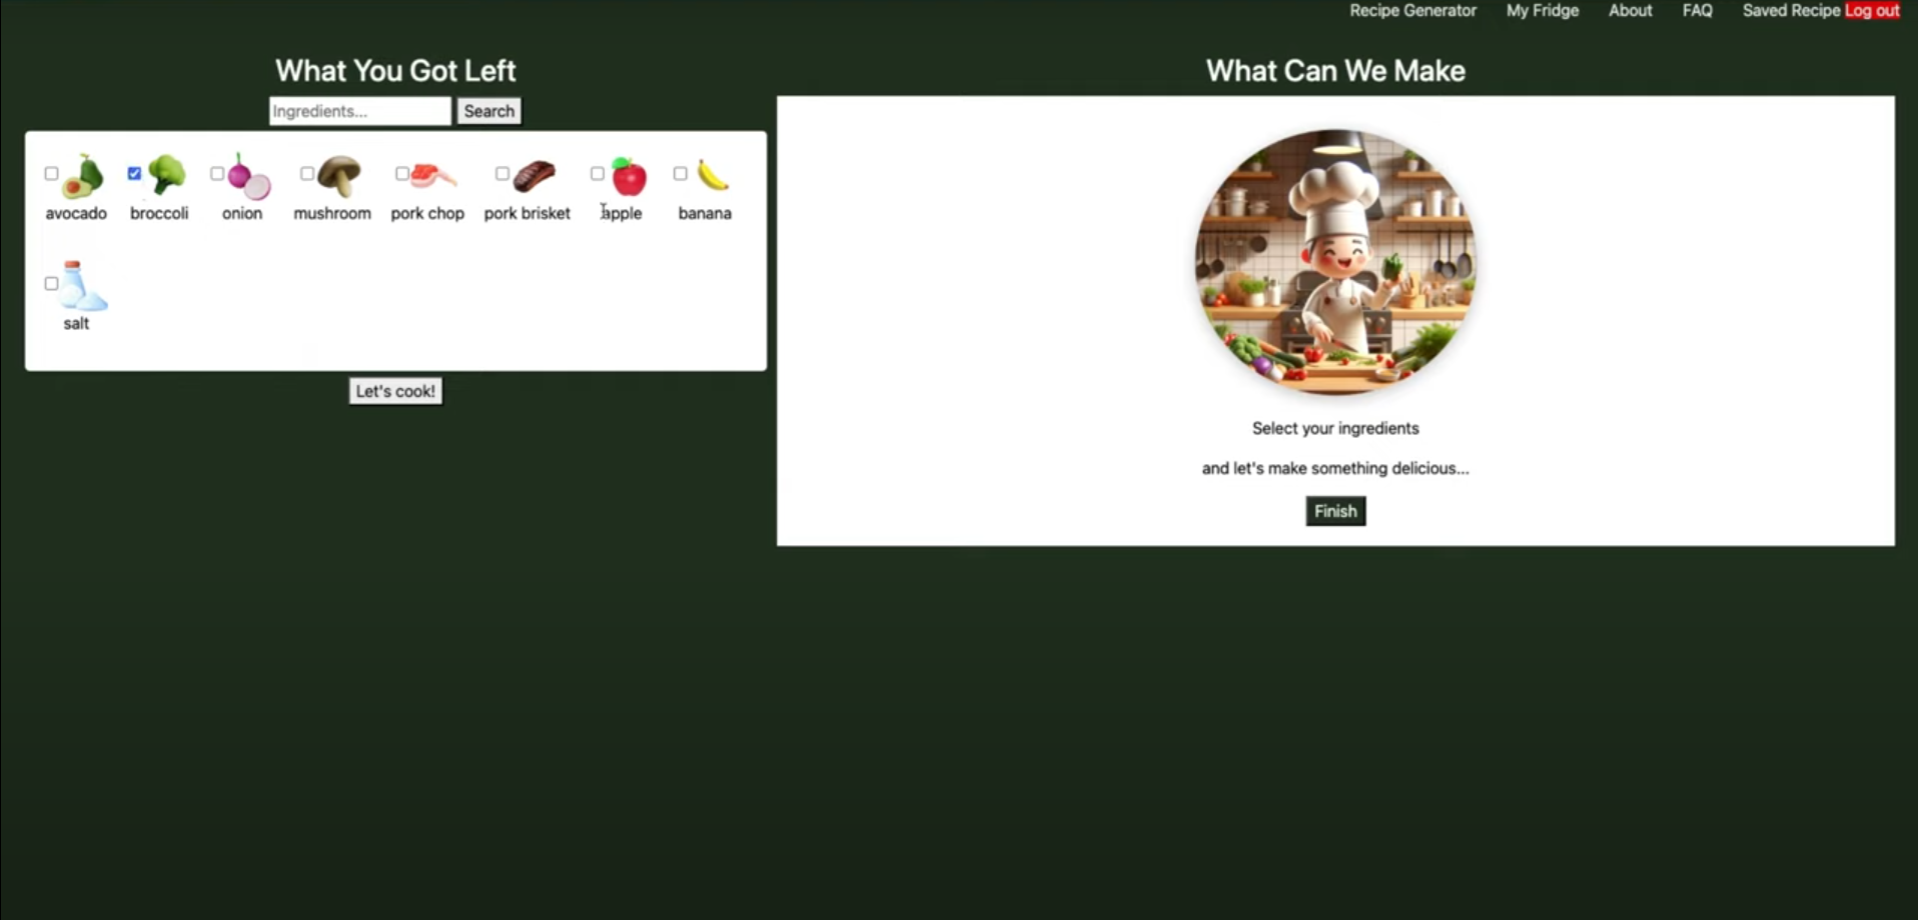 Recipe Generator My Fridge About FAQ Saved Recipe Log out
What You Got Left
Ingredients... Search
avocado broccoli onion mushroom pork chop pork brisket apple banana
salt
Let's cook!
What Can We Make
Select your ingredients
and let's make something delicious...
Finish